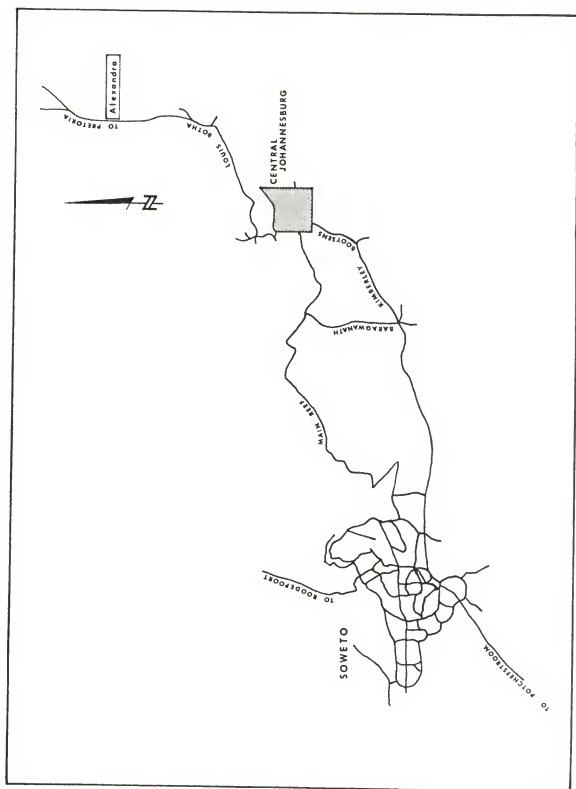 TO PRETORIA
Alexandra
LOUIS
BOTHA
N
CENTRAL
JOHANNESBURG
BOOYSENS
KIMBERLEY
BARAGWANATH
MAIN REEF
TO ROODEPOORT
SOWETO
TO POTCHEFSTROOM